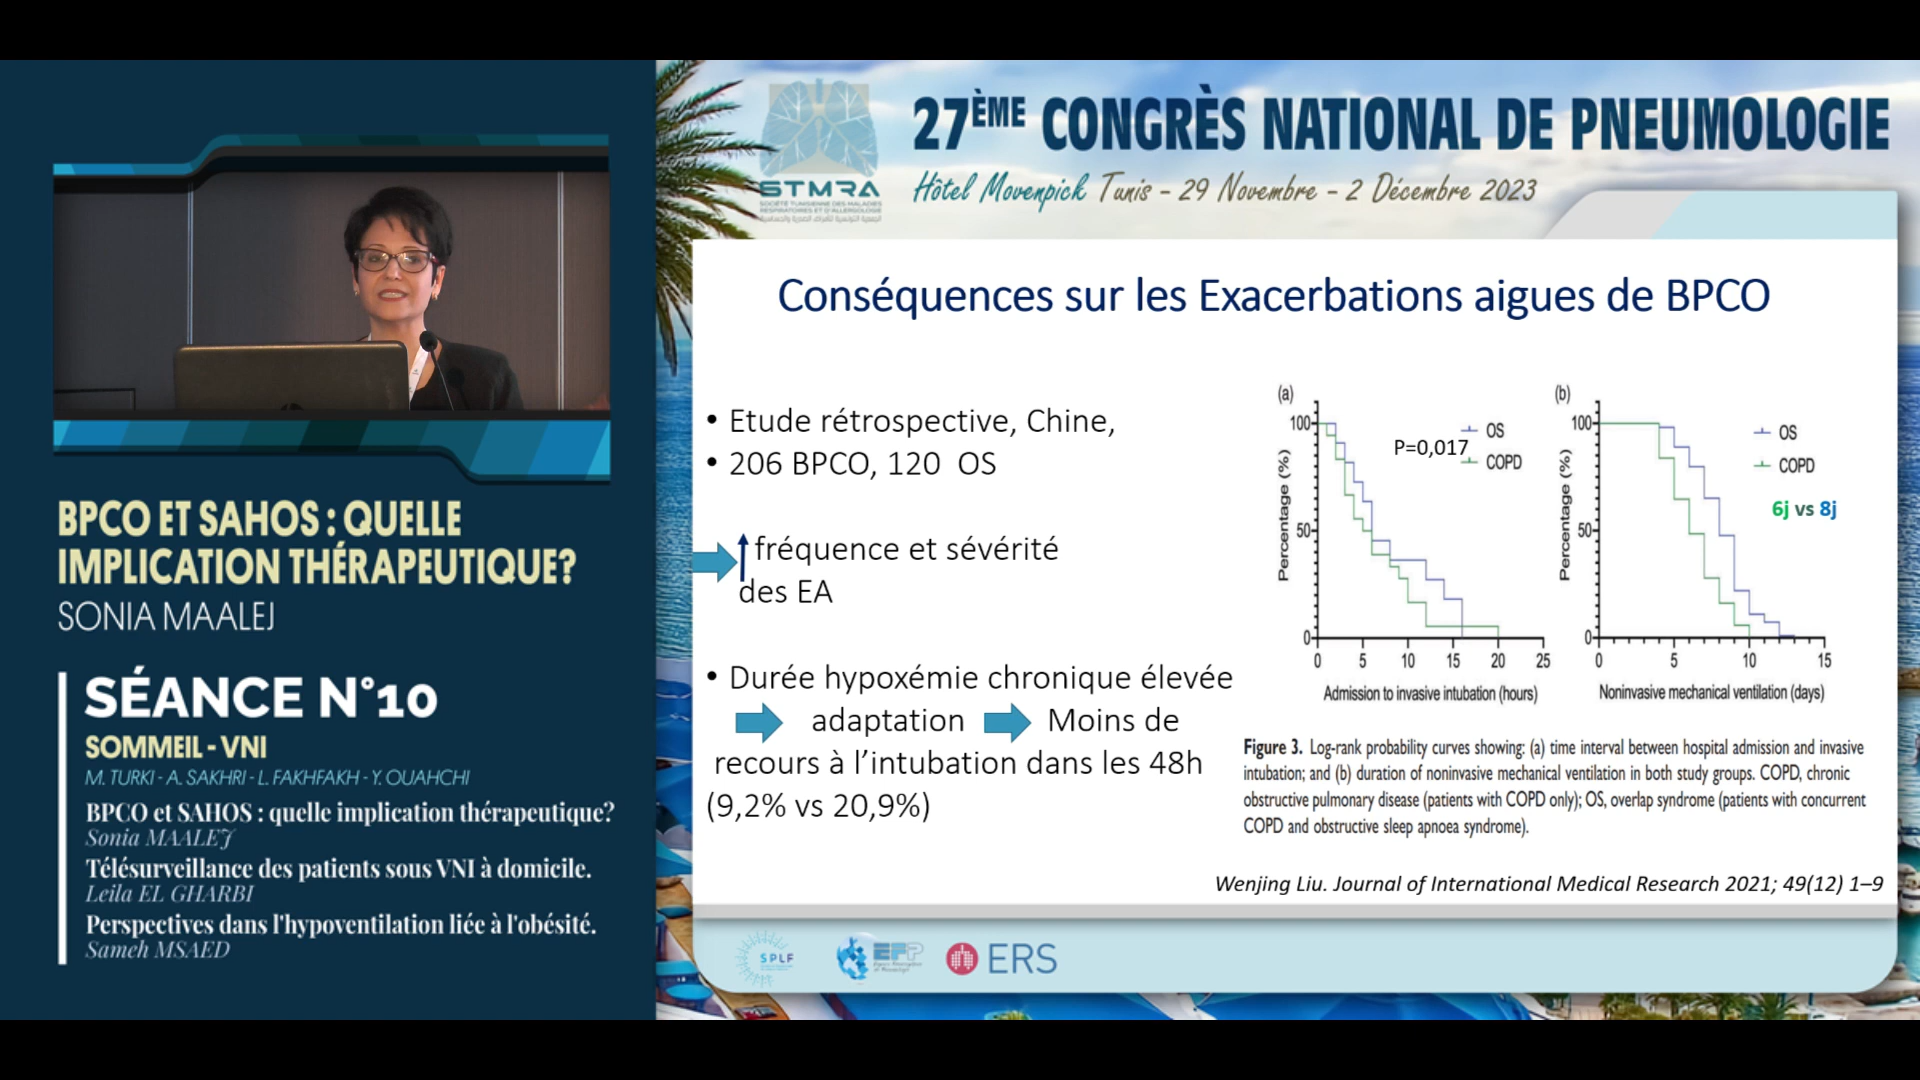 STMRA
SOCIÉTÉ TUNISIENNE DES MALADIES
RESPIRATOIRES ET D'ALLERGOLOGIE
27ÈME CONGRÈS NATIONAL DE PNEUMOLOGIE
Hôtel Movenpick Tunis - 29 Novembre - 2 Décembre 2023
BPCO ET SAHOS : QUELLE
IMPLICATION THÉRAPEUTIQUE?
SONIA MAALEJ
SÉANCE N°10
SOMMEIL - VNI
M. TURKI - A. SAKHRI - L. FAKHFAKH - Y. OUAHCHI
BPCO et SAHOS : quelle implication thérapeutique?
Sonia MAALEJ
Télésurveillance des patients sous VNI à domicile.
Leila EL GHARBI
Perspectives dans l'hypoventilation liée à l'obésité.
Sameh MSAED
Conséquences sur les Exacerbations aigues de BPCO
• Etude rétrospective, Chine,
• 206 BPCO, 120 OS
fréquence et sévérité
des EA
• Durée hypoxémie chronique élevée
adaptation Moins de
recours à l'intubation dans les 48h
(9,2% vs 20,9%)
(a)
100
50
0
Percentage (%)
P=0,017
OS
COPD
0 5 10 15 20 25
Admission to invasive intubation (hours)
(b)
100
50
0
Percentage (%)
OS
COPD
6j vs 8j
0 5 10 15
Noninvasive mechanical ventilation (days)
Figure 3. Log-rank probability curves showing: (a) time interval between hospital admission and invasive
intubation; and (b) duration of noninvasive mechanical ventilation in both study groups. COPD, chronic
obstructive pulmonary disease (patients with COPD only); OS, overlap syndrome (patients with concurrent
COPD and obstructive sleep apnoea syndrome).
Wenjing Liu. Journal of International Medical Research 2021; 49(12) 1–9
SPLF
EFP
ERS